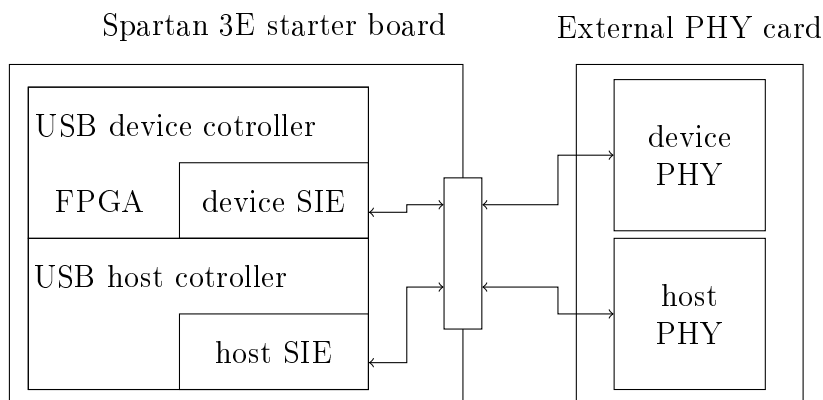 Spartan 3E starter board
External PHY card
USB device cotroller
FPGA
device SIE
USB host cotroller
host SIE
device
PHY
host
PHY